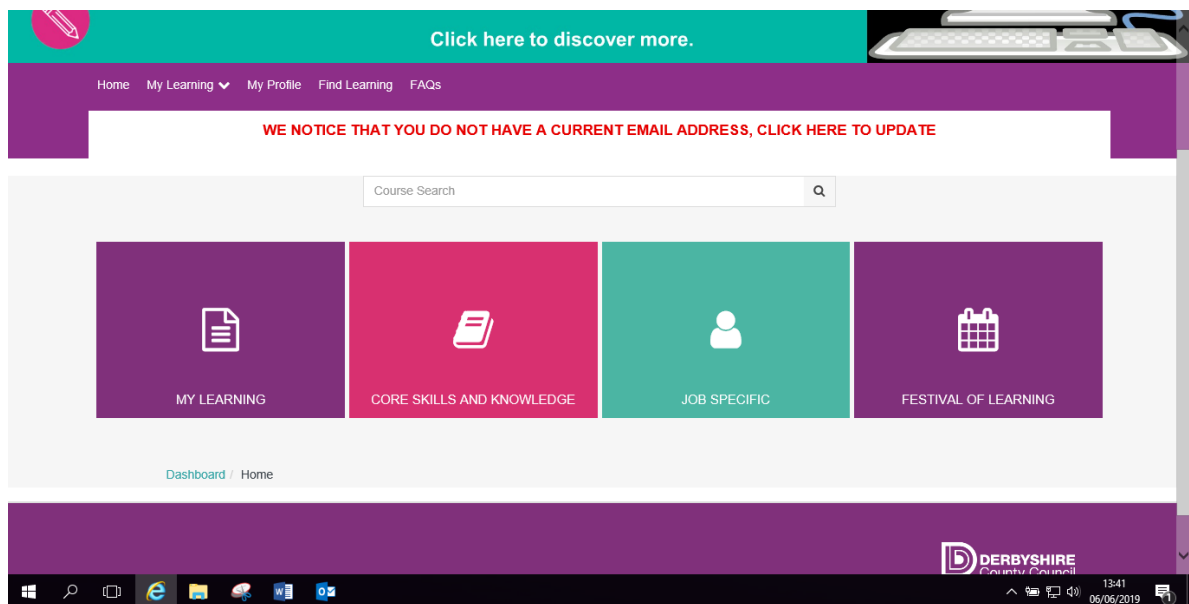 Click here to discover more.
Home My Learning My Profile Find Learning FAQs
WE NOTICE THAT YOU DO NOT HAVE A CURRENT EMAIL ADDRESS, CLICK HERE TO UPDATE
Course Search
MY LEARNING
CORE SKILLS AND KNOWLEDGE
JOB SPECIFIC
FESTIVAL OF LEARNING
Dashboard / Home
DERBYSHIRE
County Council
13:41
06/06/2019
1